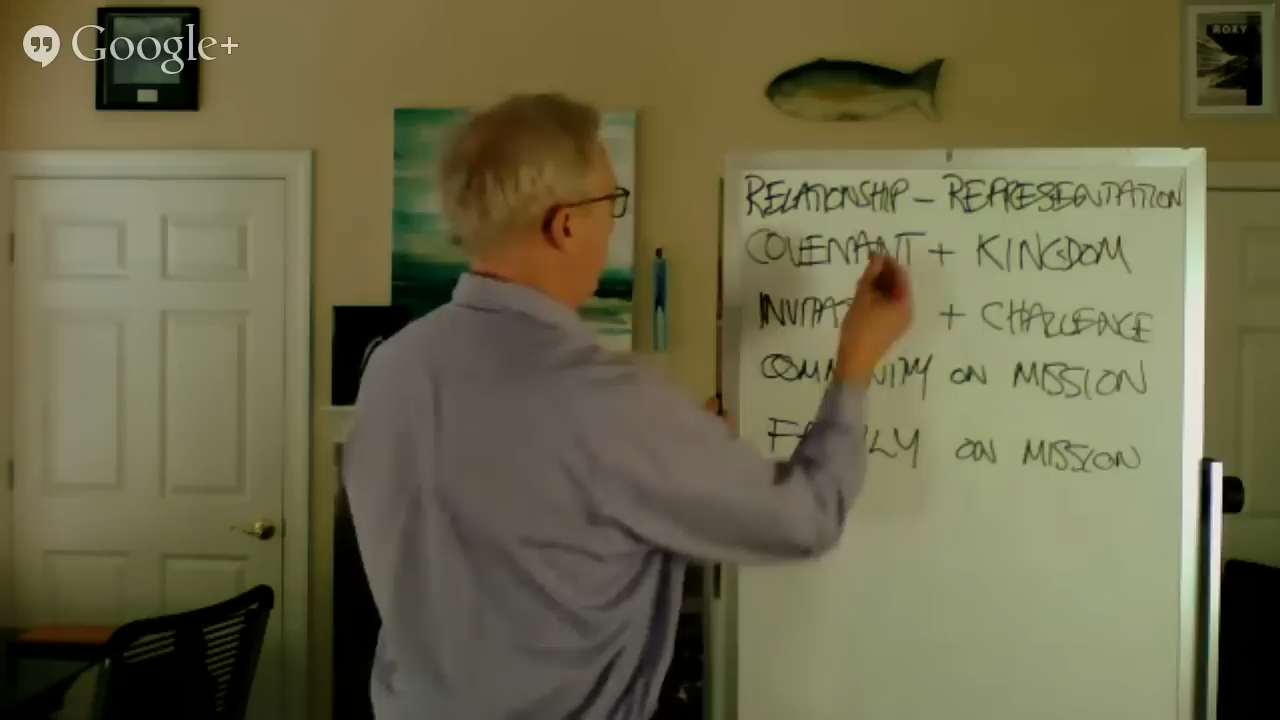 Google+
ROXY
RELATIONSHIP – REPRESENTATION
COVENANT + KINGDOM
+ CHALLENGE
ON MISSION
ON MISSION